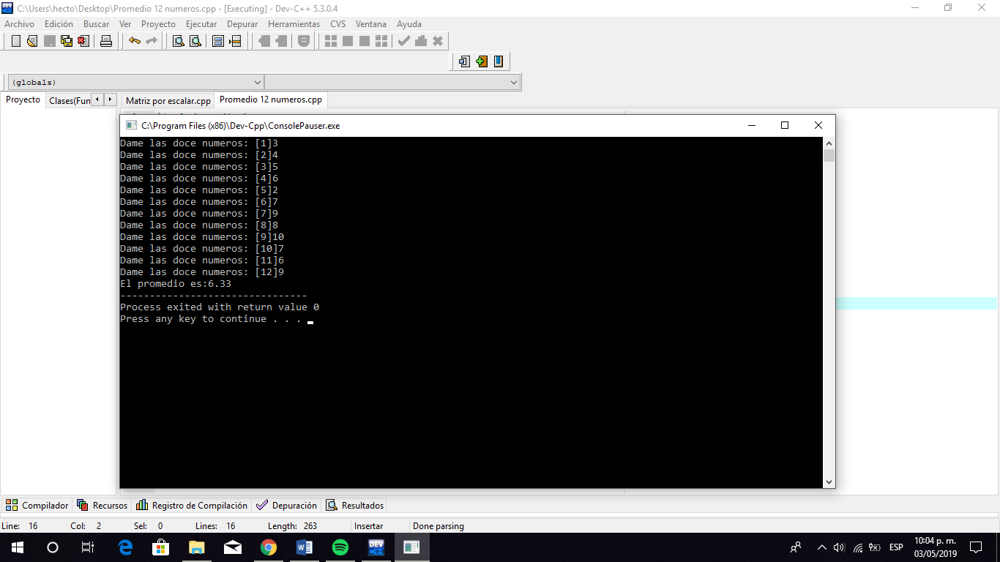 C:\Users\hecto\Desktop\Promedio 12 numeros.cpp - [Executing] - Dev-C++ 5.3.0.4
Archivo Edición Buscar Ver Proyecto Ejecutar Depurar Herramientas CVS Ventana Ayuda
(globals)
Proyecto Clases(Fun Matriz por escalar.cpp Promedio 12 numeros.cpp
C:\Program Files (x86)\Dev-Cpp\ConsolePauser.exe
Dame las doce numeros: [1]3
Dame las doce numeros: [2]4
Dame las doce numeros: [3]5
Dame las doce numeros: [4]6
Dame las doce numeros: [5]2
Dame las doce numeros: [6]7
Dame las doce numeros: [7]9
Dame las doce numeros: [8]8
Dame las doce numeros: [9]10
Dame las doce numeros: [10]7
Dame las doce numeros: [11]6
Dame las doce numeros: [12]9
El promedio es:6.33
--------------------------------
Process exited with return value 0
Press any key to continue . . .
Compilador Recursos Registro de Compilación Depuración Resultados
Line: 16 Col: 2 Sel: 0 Lines: 16 Length: 263 Insertar Done parsing
DEV ESP 10:04 p. m.
03/05/2019